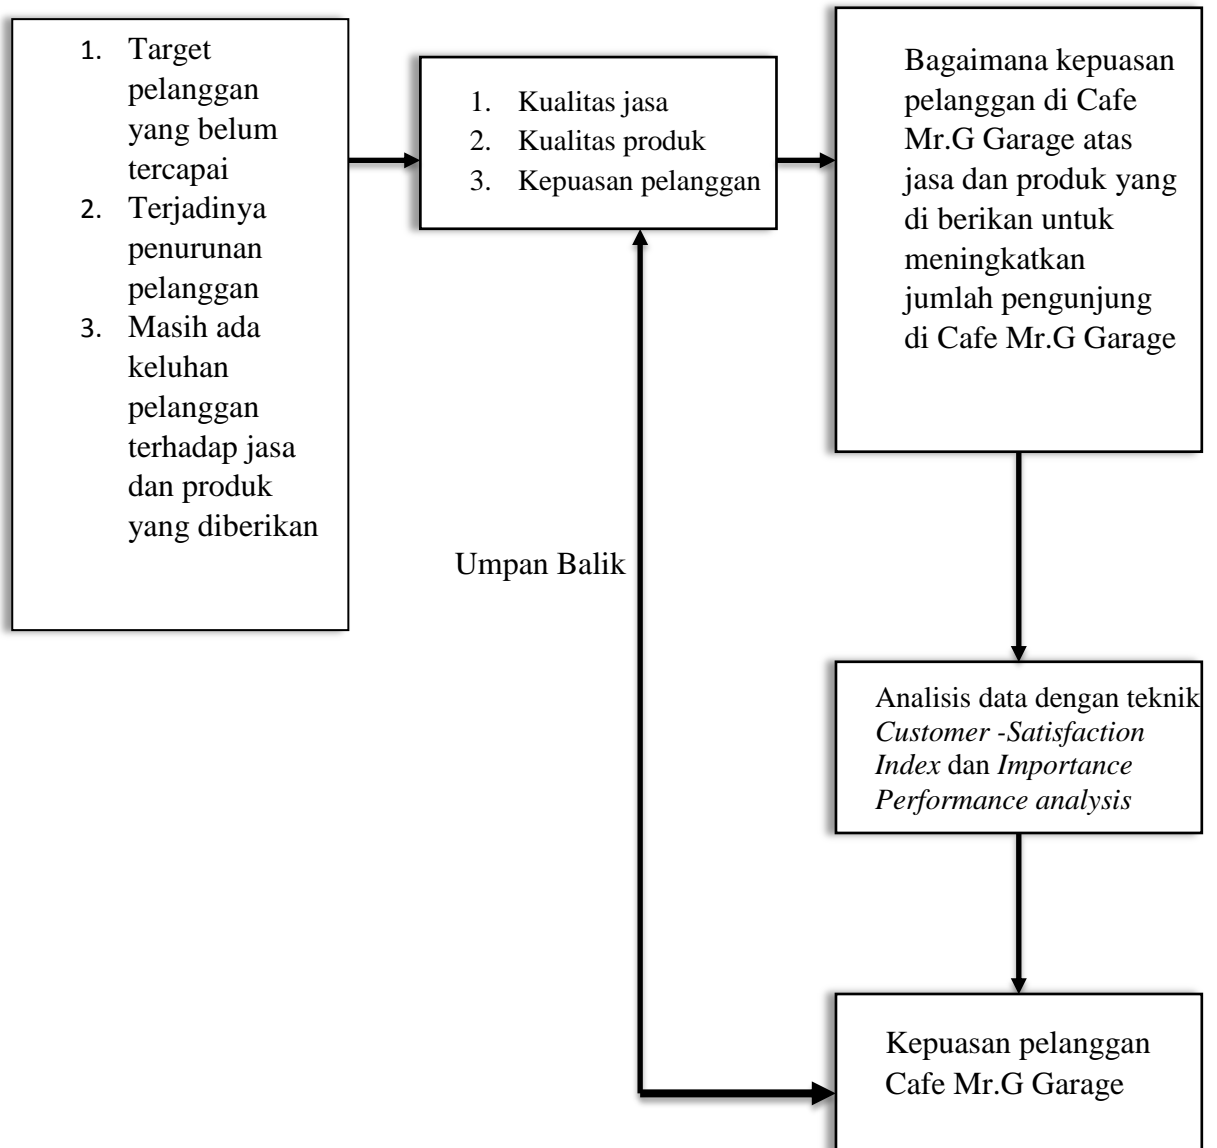 1. Target
pelanggan
yang belum
tercapai
2. Terjadinya
penurunan
pelanggan
3. Masih ada
keluhan
pelanggan
terhadap jasa
dan produk
yang diberikan
1. Kualitas jasa
2. Kualitas produk
3. Kepuasan pelanggan
Bagaimana kepuasan
pelanggan di Cafe
Mr.G Garage atas
jasa dan produk yang
di berikan untuk
meningkatkan
jumlah pengunjung
di Cafe Mr.G Garage
Umpan Balik
Analisis data dengan teknik
Customer -Satisfaction
Index dan Importance
Performance analysis
Kepuasan pelanggan
Cafe Mr.G Garage